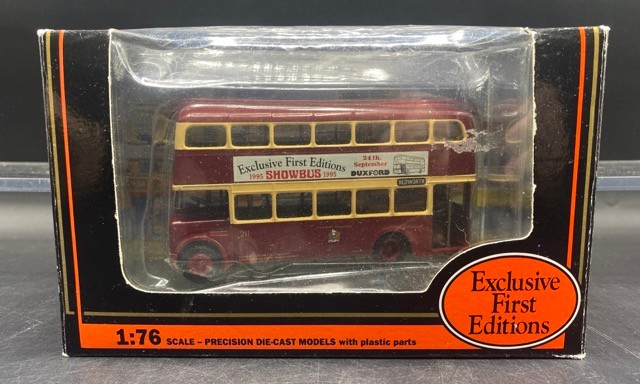 Exclusive First Editions
1995 SHOWBUS 1995
24th.
September
DUXFORD
BEDWORTH
Exclusive
First
Editions
1:76 SCALE – PRECISION DIE-CAST MODELS with plastic parts